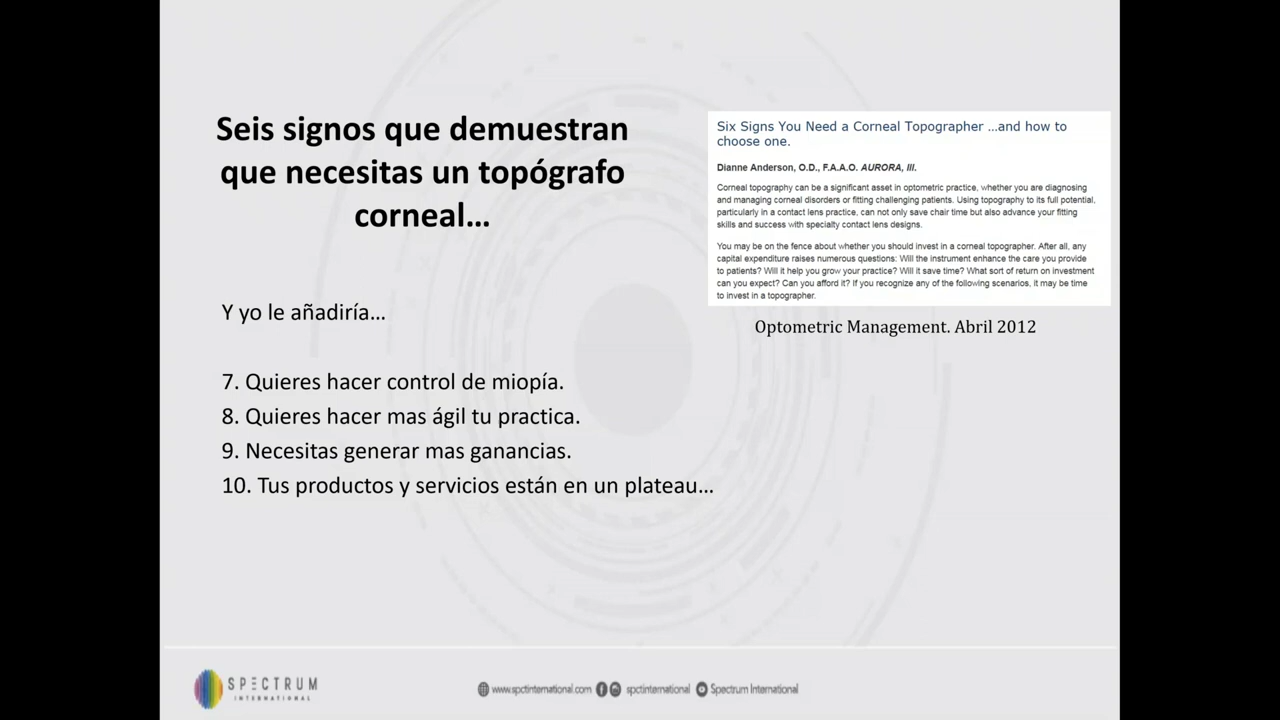 Seis signos que demuestran
que necesitas un topógrafo
corneal…
Six Signs You Need a Corneal Topographer ...and how to
choose one.
Dianne Anderson, O.D., F.A.A.O. AURORA, Ill.
Corneal topography can be a significant asset in optometric practice, whether you are diagnosing
and managing corneal disorders or fitting challenging patients. Using topography to its full potential,
particularly in a contact lens practice, can not only save chair time but also advance your fitting
skills and success with specialty contact lens designs.
You may be on the fence about whether you should invest in a corneal topographer. After all, any
capital expenditure raises numerous questions: Will the instrument enhance the care you provide
to patients? Will it help you grow your practice? Will it save time? What sort of return on investment
can you expect? Can you afford it? If you recognize any of the following scenarios, it may be time
to invest in a topographer.
Optometric Management. Abril 2012
Y yo le añadiría…
7. Quieres hacer control de miopía.
8. Quieres hacer mas ágil tu practica.
9. Necesitas generar mas ganancias.
10. Tus productos y servicios están en un plateau…
SPECTRUM
INTERNATIONAL
www.spctinternational.com spctinternational Spectrum International